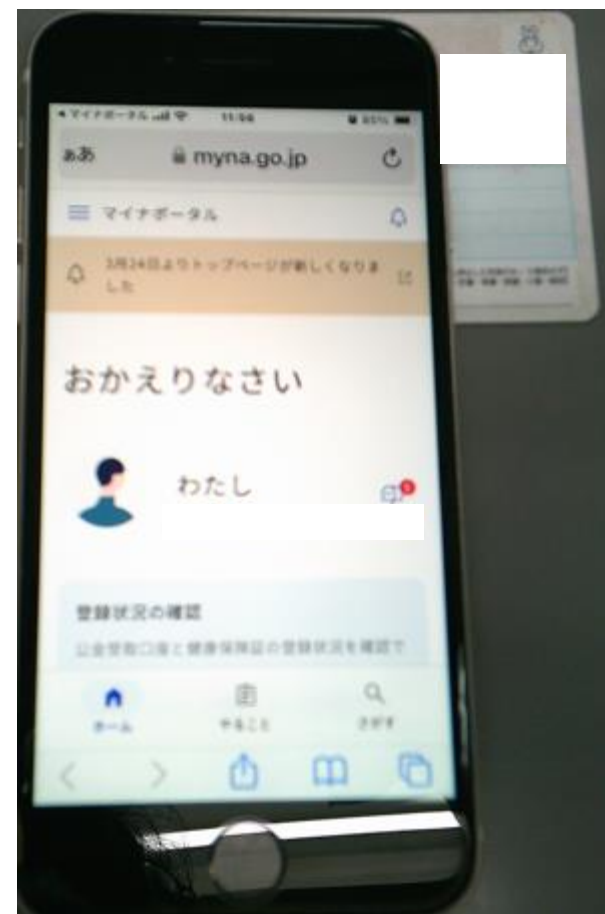 マイナポータル 11:56
ああ myna.go.jp
マイナポータル
3月24日よりトップページが新しくなりま
した
おかえりなさい
わたし
登録状況の確認
公金受取口座と健康保険証の登録状況を確認で
ホーム やること さがす